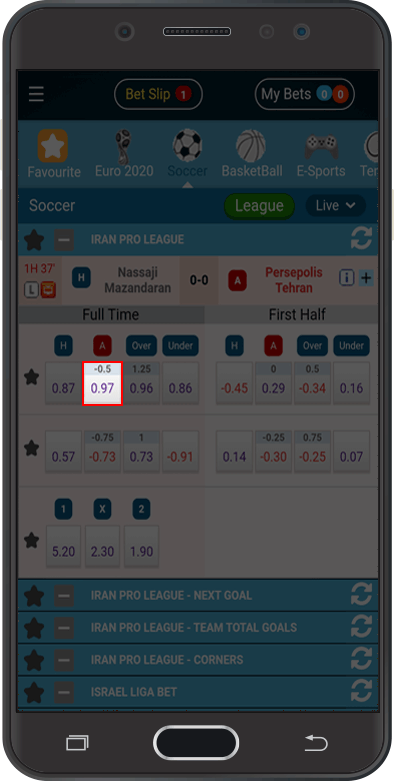 Bet Slip 1 My Bets 0 0
Favourite Euro 2020 Soccer BasketBall E-Sports Ter
Soccer League Live
IRAN PRO LEAGUE
1H 37' H Nassaji Mazandaran 0-0 A Persepolis Tehran i +
L
Full Time First Half
H A Over Under H A Over Under
-0.5 1.25 0 0.5
0.87 0.97 0.96 0.86 -0.45 0.29 -0.34 0.16
-0.75 1 -0.25 0.75
0.57 -0.73 0.73 -0.91 0.14 -0.30 -0.25 0.07
1 X 2
5.20 2.30 1.90
IRAN PRO LEAGUE - NEXT GOAL
IRAN PRO LEAGUE - TEAM TOTAL GOALS
IRAN PRO LEAGUE - CORNERS
ISRAEL LIGA BET